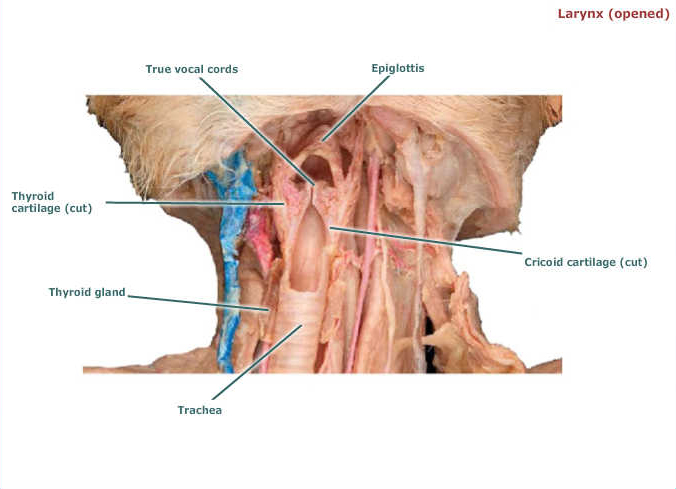 Larynx (opened)
True vocal cords
Epiglottis
Thyroid
cartilage (cut)
Cricoid cartilage (cut)
Thyroid gland
Trachea